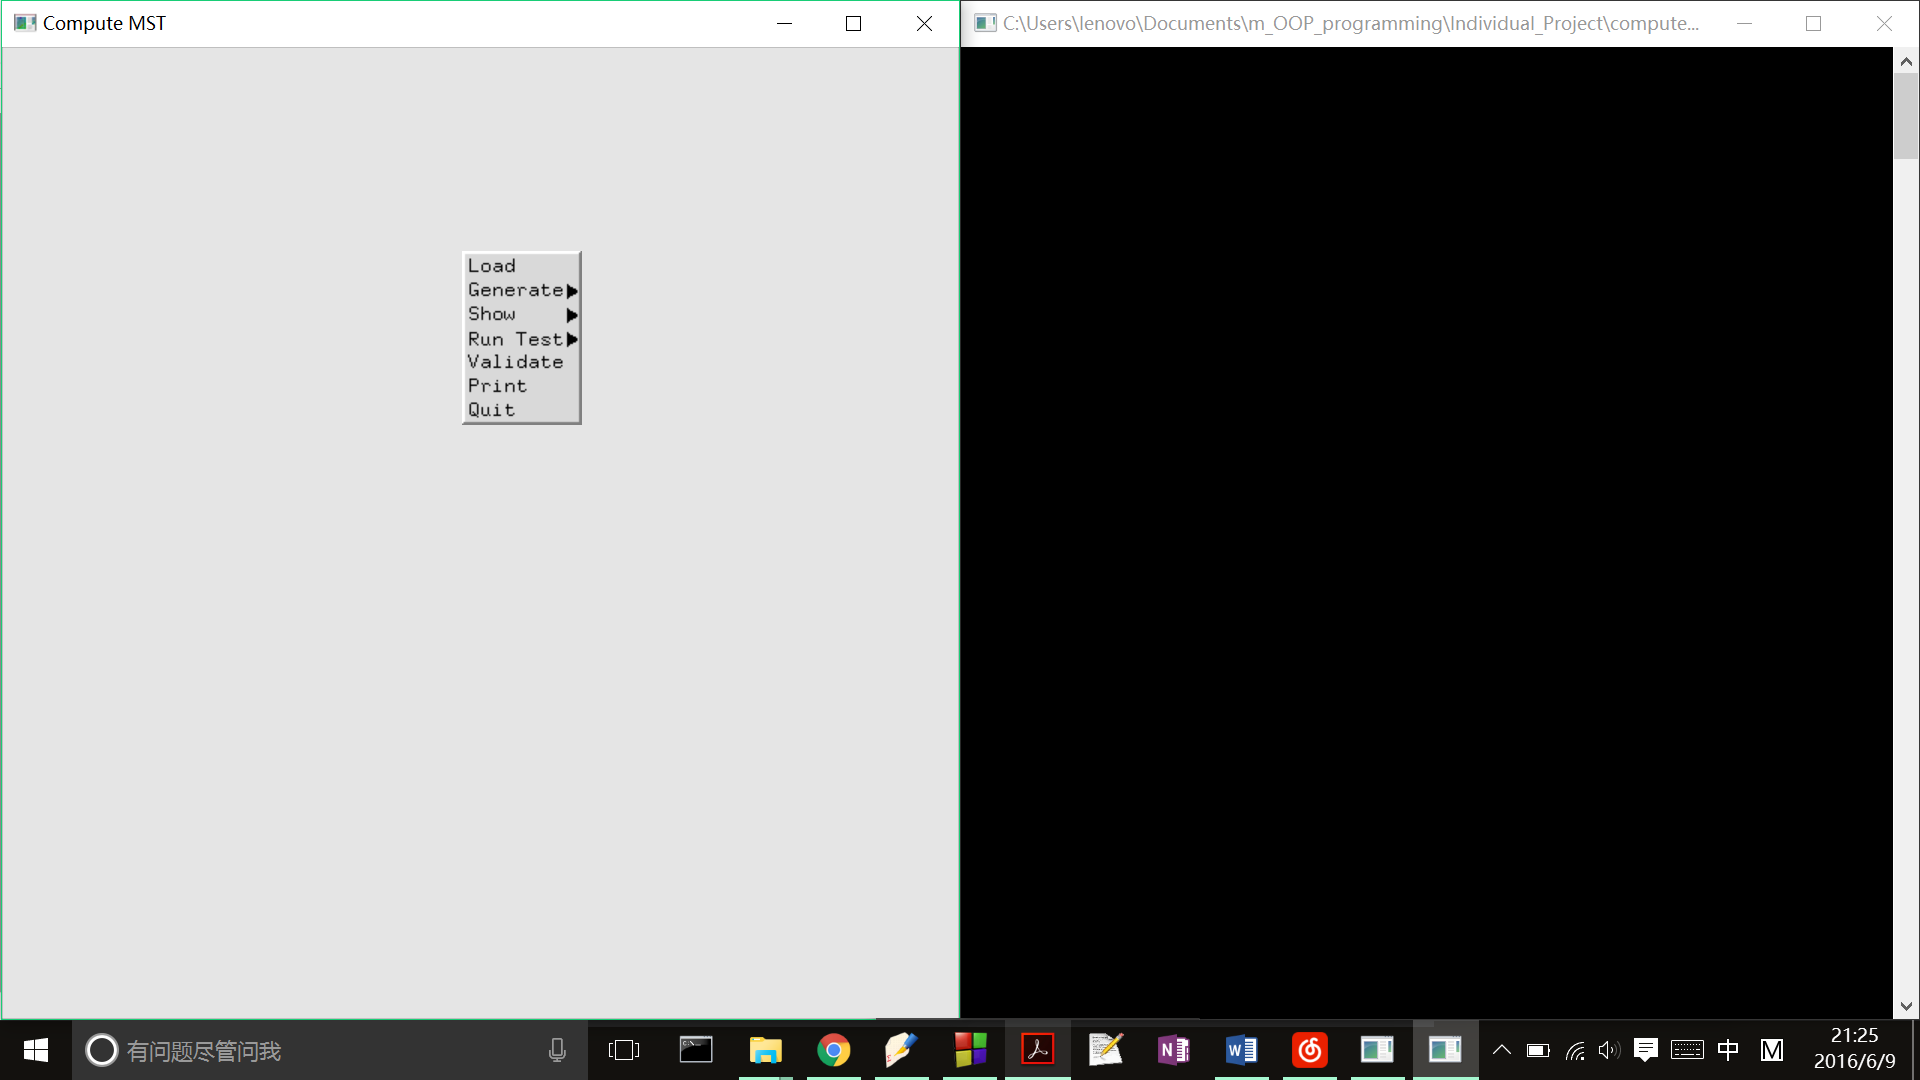 Compute MST
C:\Users\lenovo\Documents\m_OOP_programming\Individual_Project\compute...
Load
Generate
Show
Run Test
Validate
Print
Quit
有问题尽管问我
中
M
21:25
2016/6/9